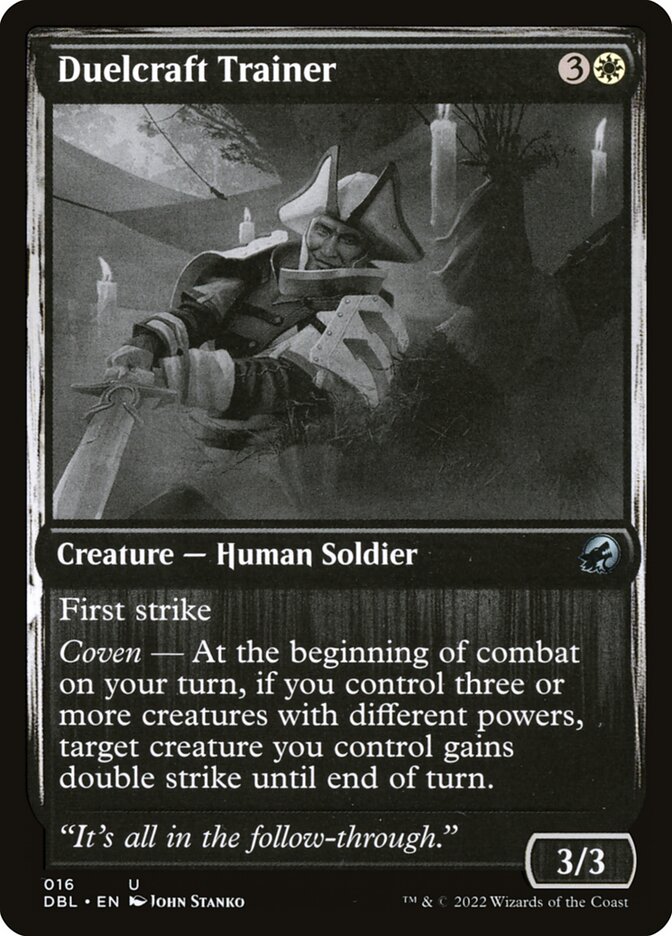 Duelcraft Trainer 3
Creature — Human Soldier
First strike
Coven — At the beginning of combat
on your turn, if you control three or
more creatures with different powers,
target creature you control gains
double strike until end of turn.
“It’s all in the follow-through.”
3/3
016 U
DBL • EN John Stanko
™ & © 2022 Wizards of the Coast